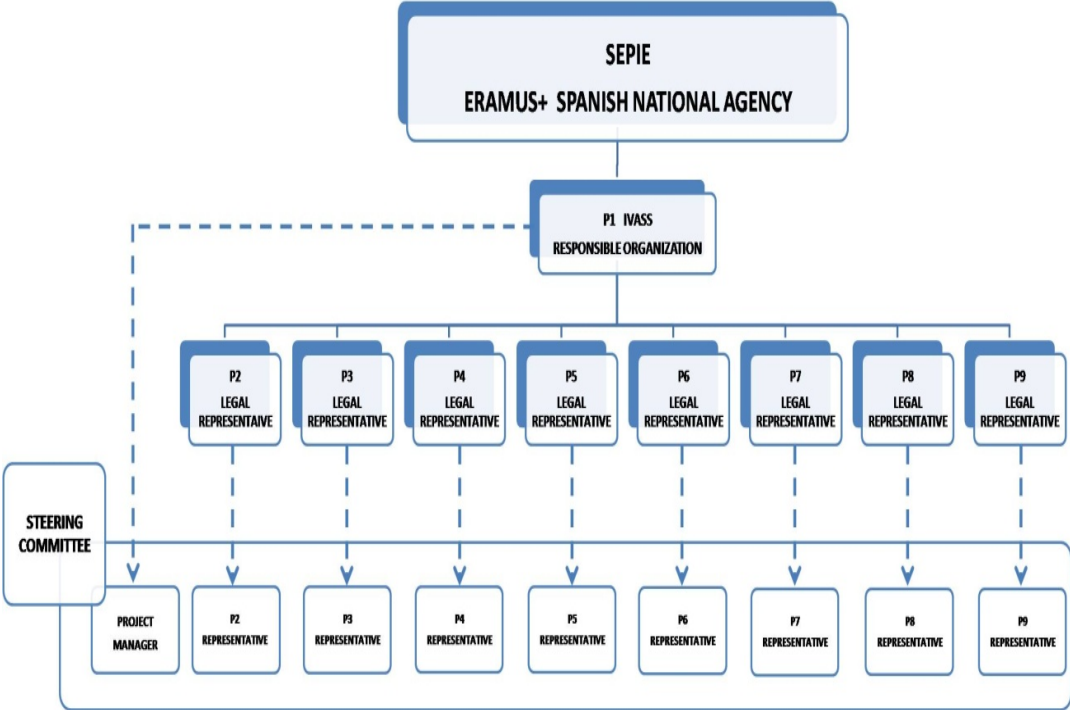 SEPIE
ERAMUS+ SPANISH NATIONAL AGENCY
P1 IVASS
RESPONSIBLE ORGANIZATION
P2
LEGAL
REPRESENTAIVE
P3
LEGAL
REPRESENTATIVE
P4
LEGAL
REPRESENTATIVE
P5
LEGAL
REPRESENTATIVE
P6
LEGAL
REPRESENTATIVE
P7
LEGAL
REPRESENTATIVE
P8
LEGAL
REPRESENTATIVE
P9
LEGAL
REPRESENTATIVE
STEERING
COMMITTEE
PROJECT
MANAGER
P2
REPRESENTATIVE
P3
REPRESENTATIVE
P4
REPRESENTATIVE
P5
REPRESENTATIVE
P6
REPRESENTATIVE
P7
REPRESENTATIVE
P8
REPRESENTATIVE
P9
REPRESENTATIVE